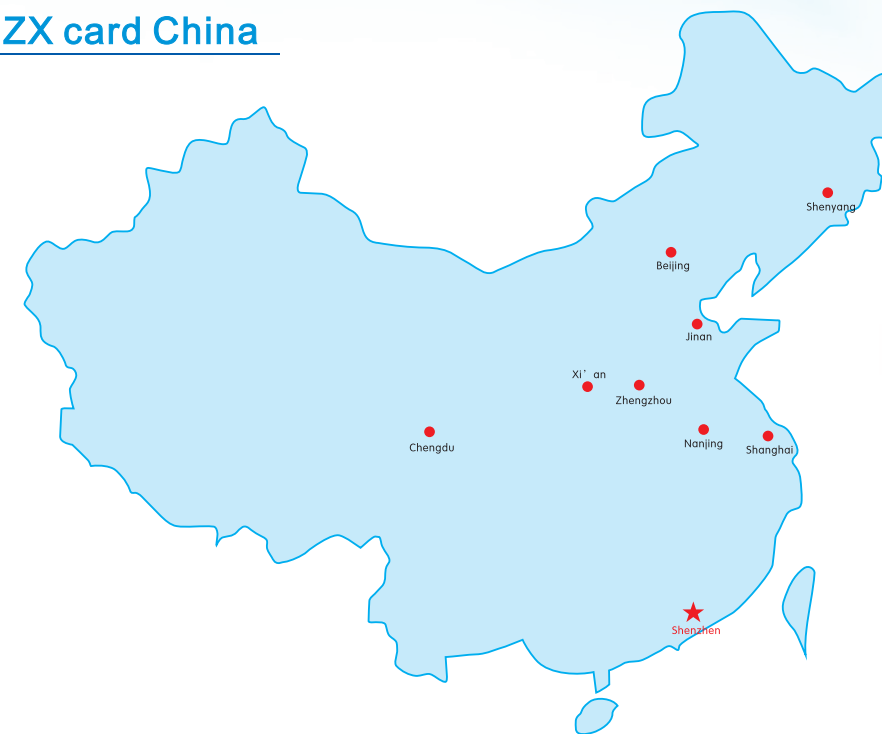 ZX card China
Shenyang
Beijing
Jinan
Xi’ an
Zhengzhou
Nanjing
Shanghai
Chengdu
Shenzhen